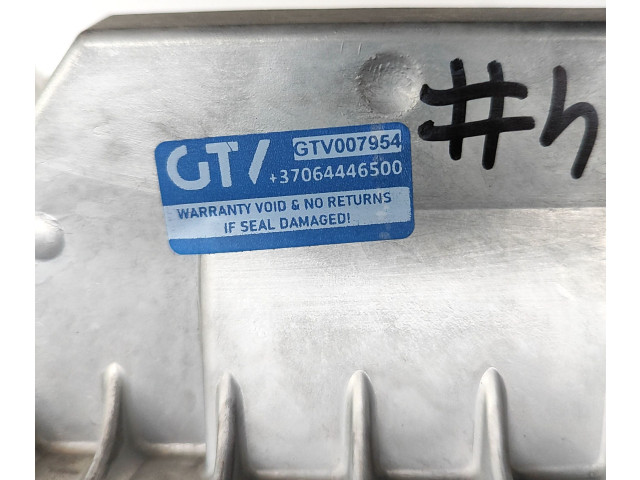 GTV GTV007954
+37064446500
WARRANTY VOID & NO RETURNS
IF SEAL DAMAGED!